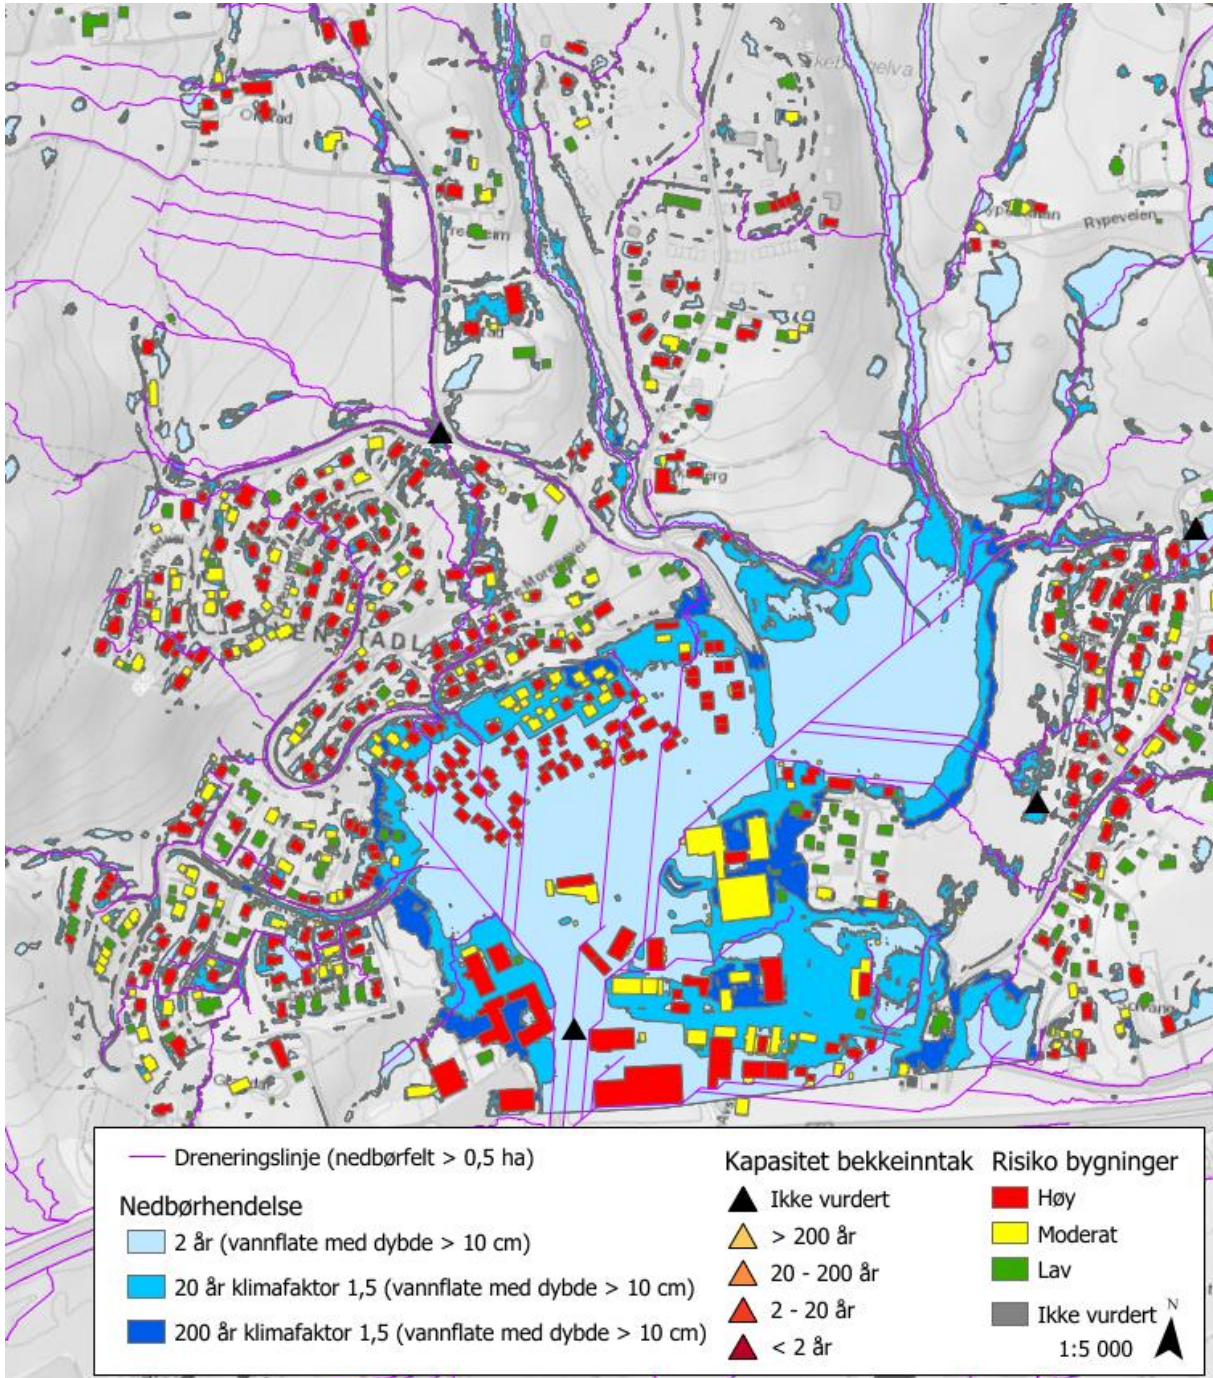 Rypeveien
Dreneringslinje (nedbørfelt > 0,5 ha)
Nedbørhendelse
2 år (vannflate med dybde > 10 cm)
20 år klimafaktor 1,5 (vannflate med dybde > 10 cm)
200 år klimafaktor 1,5 (vannflate med dybde > 10 cm)
Kapasitet bekkeinntak
Ikke vurdert
> 200 år
20 - 200 år
2 - 20 år
< 2 år
Risiko bygninger
Høy
Moderat
Lav
Ikke vurdert
N
1:5 000